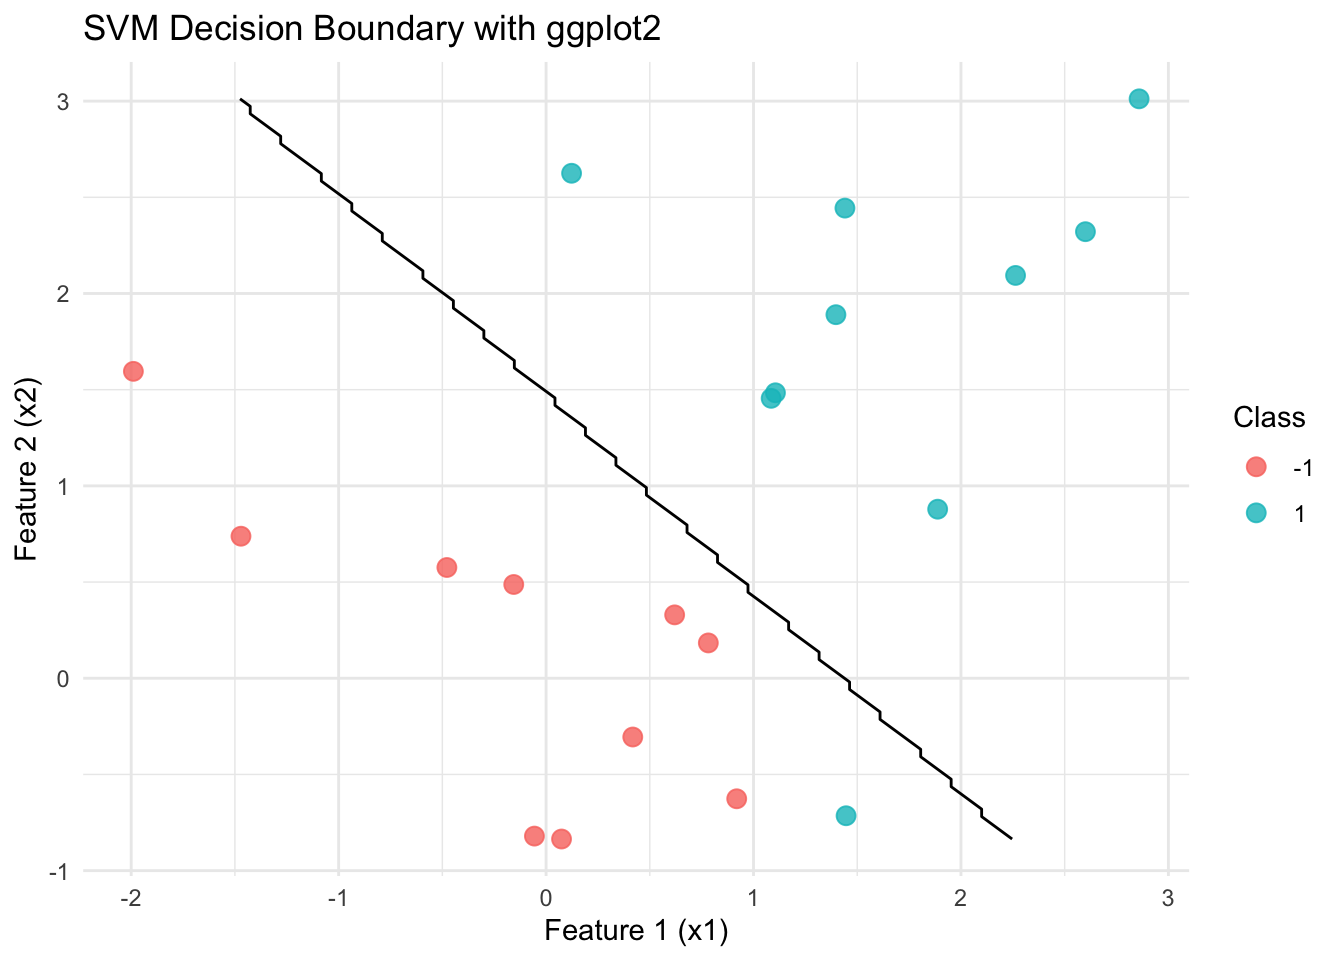 SVM Decision Boundary with ggplot2
3
2
1
0
-1
Feature 2 (x2)
-2 -1 0 1 2 3
Feature 1 (x1)
Class
-1
1